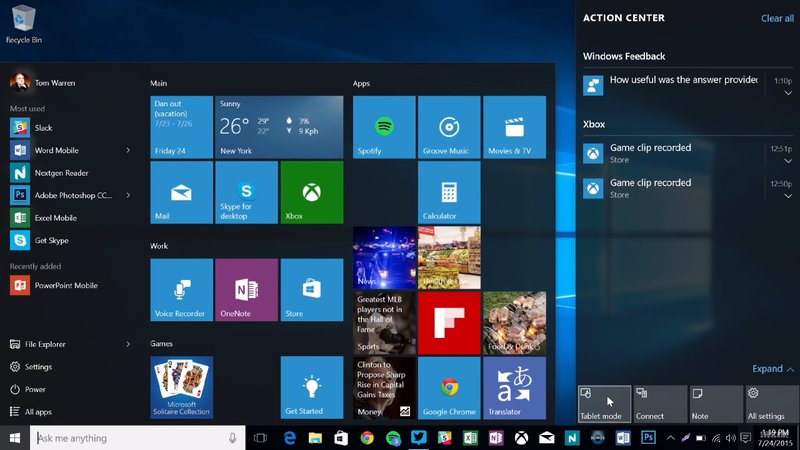 Recycle Bin
Tom Warren
Most used
Slack
Word Mobile
Nextgen Reader
Adobe Photoshop CC...
Excel Mobile
Get Skype
Recently added
PowerPoint Mobile
File Explorer
Settings
Power
All apps
Main
Dan out
(vacation)
7/23 - 7/26
Friday 24
Sunny
26° 29° 3%
22° 9 Kph
New York
Mail
Skype for
desktop
Xbox
Work
Voice Recorder
OneNote
Store
Games
Microsoft
Solitaire Collection
Get Started
Apps
Spotify
Groove Music
Movies & TV
Calculator
News
Greatest MLB
players not in
the Hall of
Fame
Sports
Food & Drink
Clinton to
Propose Sharp
Rise in Capital
Gains Taxes
Money
Google Chrome
Translator
ACTION CENTER
Clear all
Windows Feedback
How useful was the answer provided
1:10p
Xbox
Game clip recorded
12:51p
Store
Game clip recorded
12:50p
Store
Expand
Tablet mode
Connect
Note
All settings
Ask me anything
1:19 PM
7/24/2015